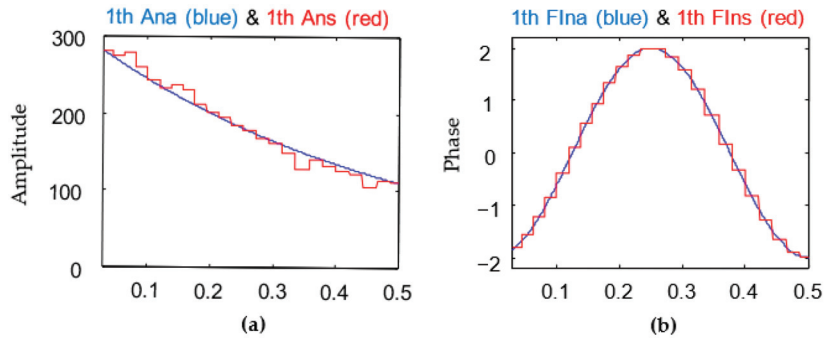 1th Ana (blue) & 1th Ans (red)
300
200
100
0
Amplitude
0.1 0.2 0.3 0.4 0.5
(a)
1th FIna (blue) & 1th FIns (red)
2
1
0
−1
−2
Phase
0.1 0.2 0.3 0.4 0.5
(b)